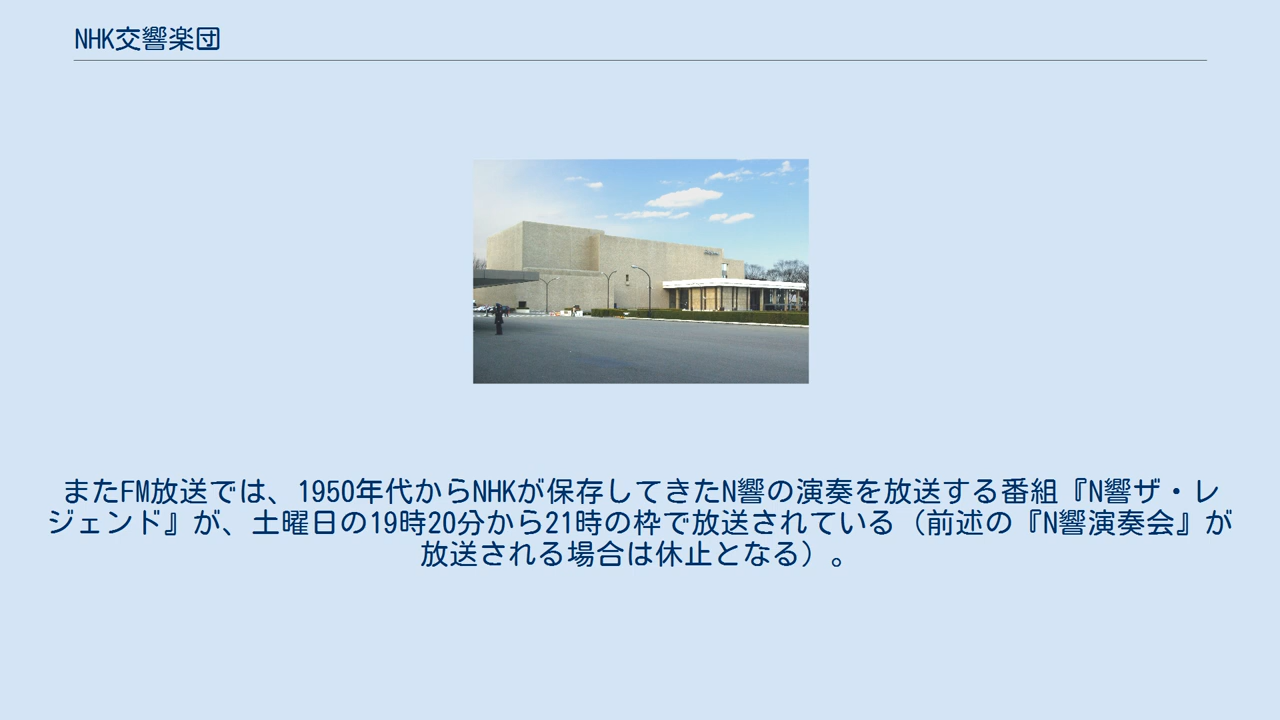 NHK交響楽団
またFM放送では、1950年代からNHKが保存してきたN響の演奏を放送する番組『N響ザ・レ
ジェンド』が、土曜日の19時20分から21時の枠で放送されている（前述の『N響演奏会』が
放送される場合は休止となる）。